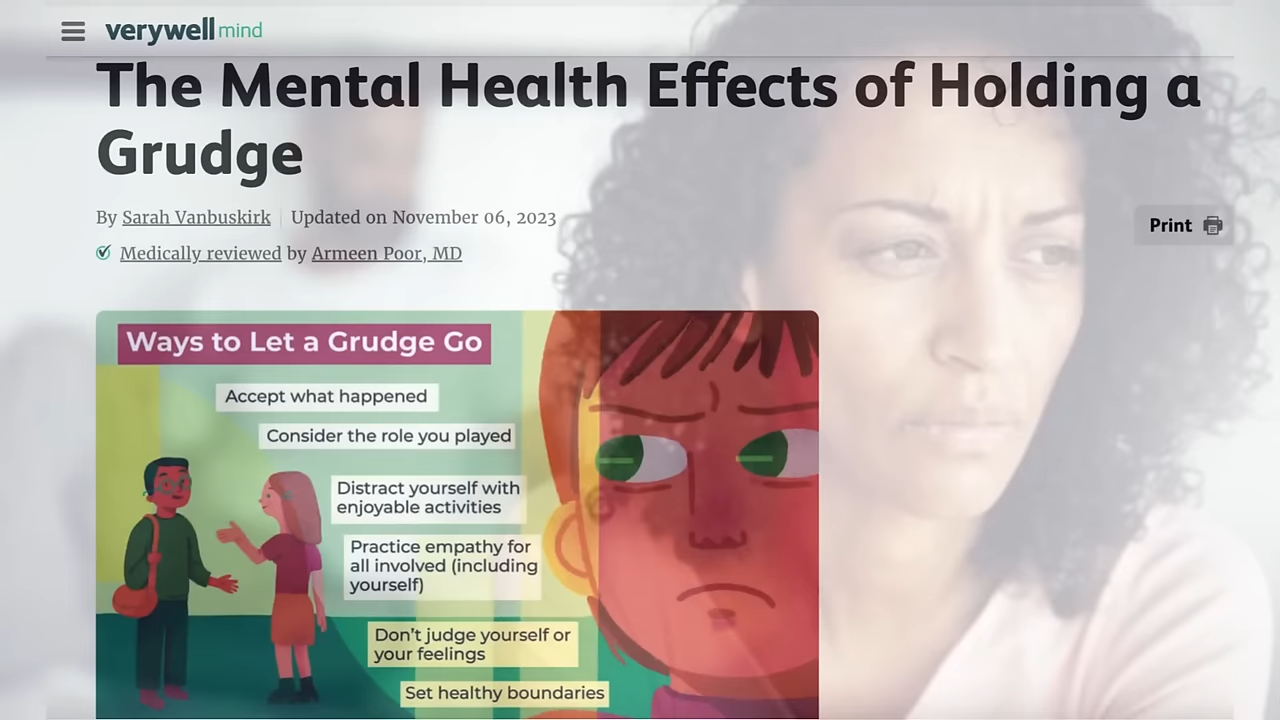 verywell mind
The Mental Health Effects of Holding a
Grudge
By Sarah Vanbuskirk Updated on November 06, 2023
Print
Medically reviewed by Armeen Poor, MD
Ways to Let a Grudge Go
Accept what happened
Consider the role you played
Distract yourself with
enjoyable activities
Practice empathy for
all involved (including
yourself)
Don't judge yourself or
your feelings
Set healthy boundaries